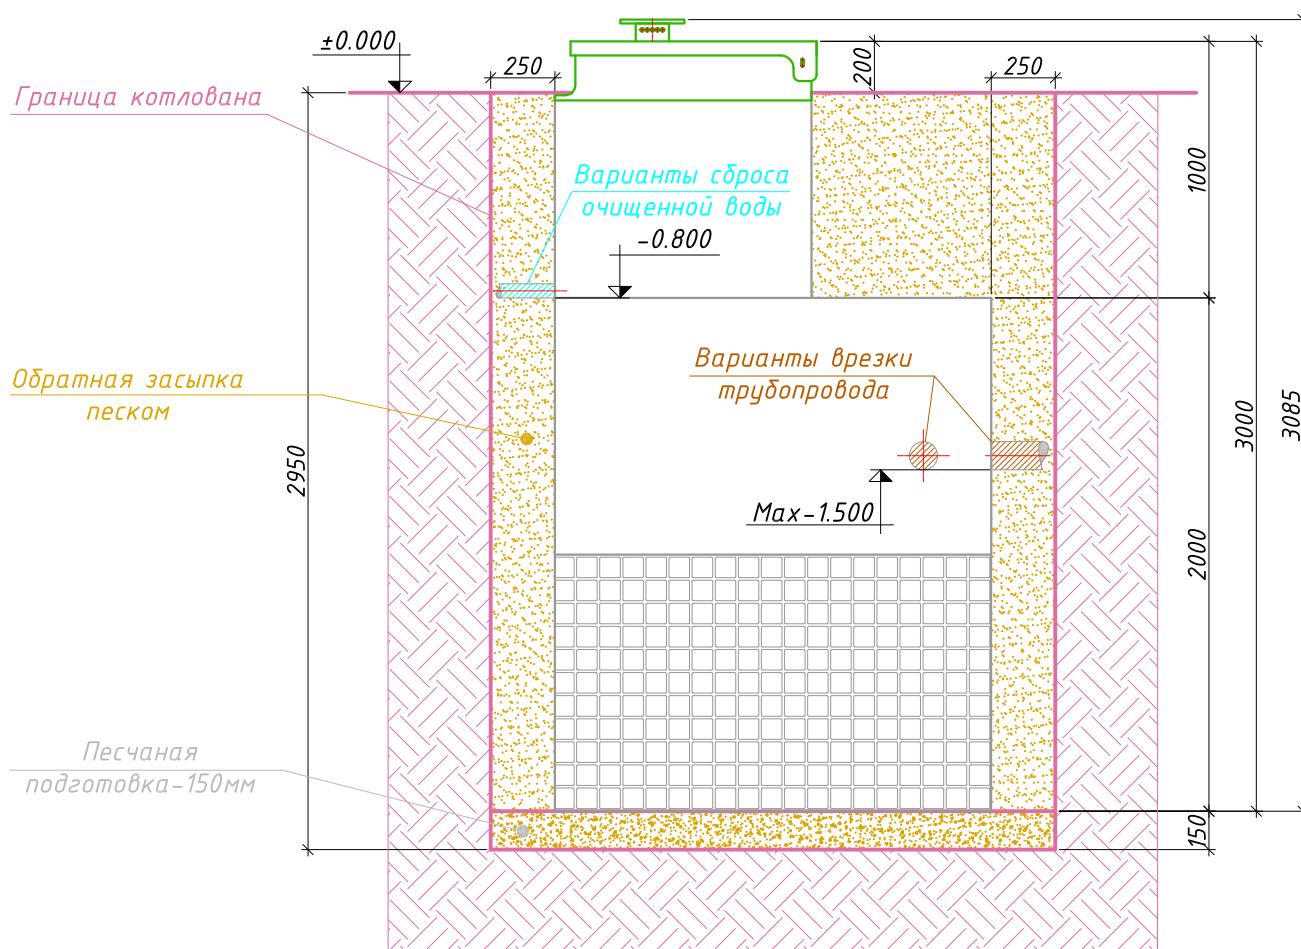 ±0.000
250
200
250
Граница котлована
Варианты сброса
очищенной воды
1000
-0.800
Варианты врезки
трубопровода
Обратная засыпка
песком
3000
3085
2950
Max-1.500
2000
Песчаная
подготовка-150мм
150